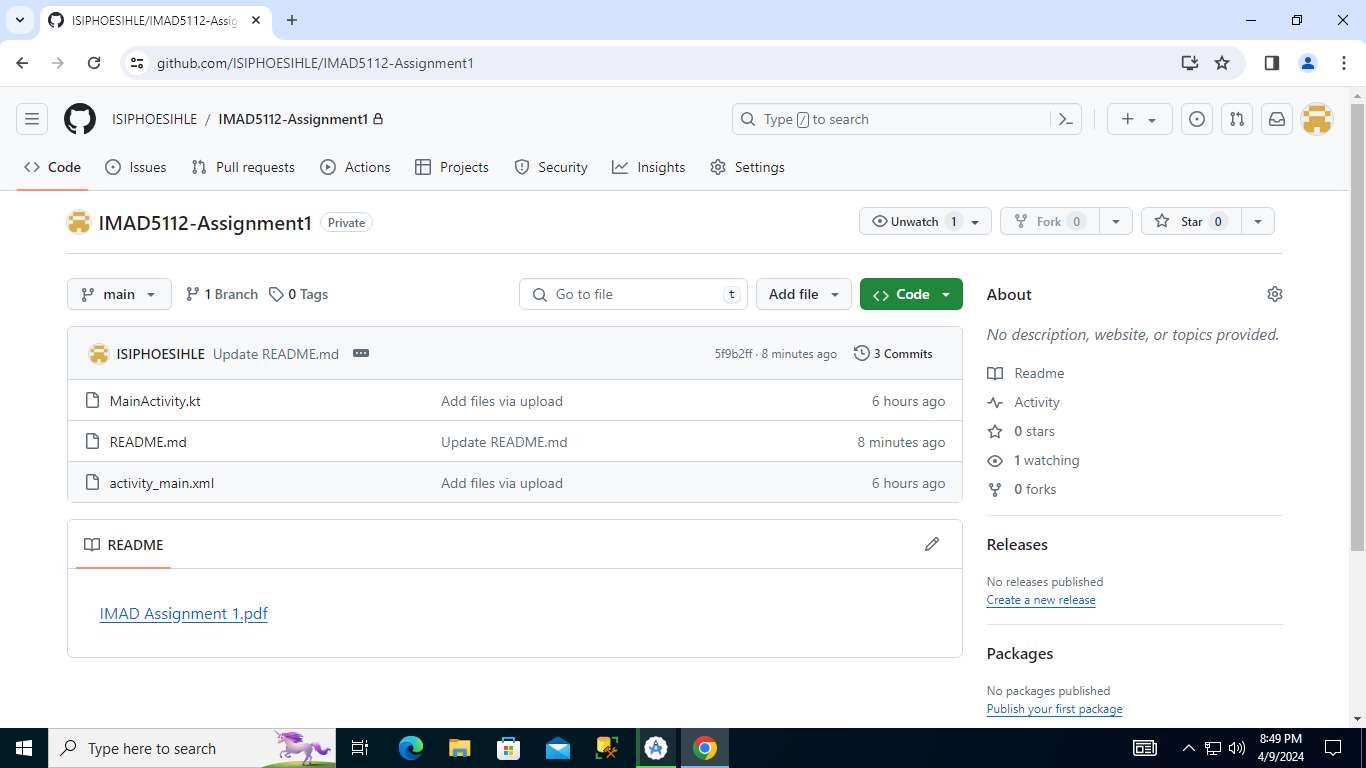 ISIPHOESIHLE/IMAD5112-Assig
github.com/ISIPHOESIHLE/IMAD5112-Assignment1
ISIPHOESIHLE / IMAD5112-Assignment1
Type / to search
Code
Issues
Pull requests
Actions
Projects
Security
Insights
Settings
IMAD5112-Assignment1 Private
Unwatch 1
Fork 0
Star 0
main
1 Branch
0 Tags
Go to file t
Add file
Code
ISIPHOESIHLE Update README.md
5f9b2ff · 8 minutes ago
3 Commits
MainActivity.kt Add files via upload 6 hours ago
README.md Update README.md 8 minutes ago
activity_main.xml Add files via upload 6 hours ago
README
IMAD Assignment 1.pdf
About
No description, website, or topics provided.
Readme
Activity
0 stars
1 watching
0 forks
Releases
No releases published
Create a new release
Packages
No packages published
Publish your first package
Type here to search
8:49 PM
4/9/2024